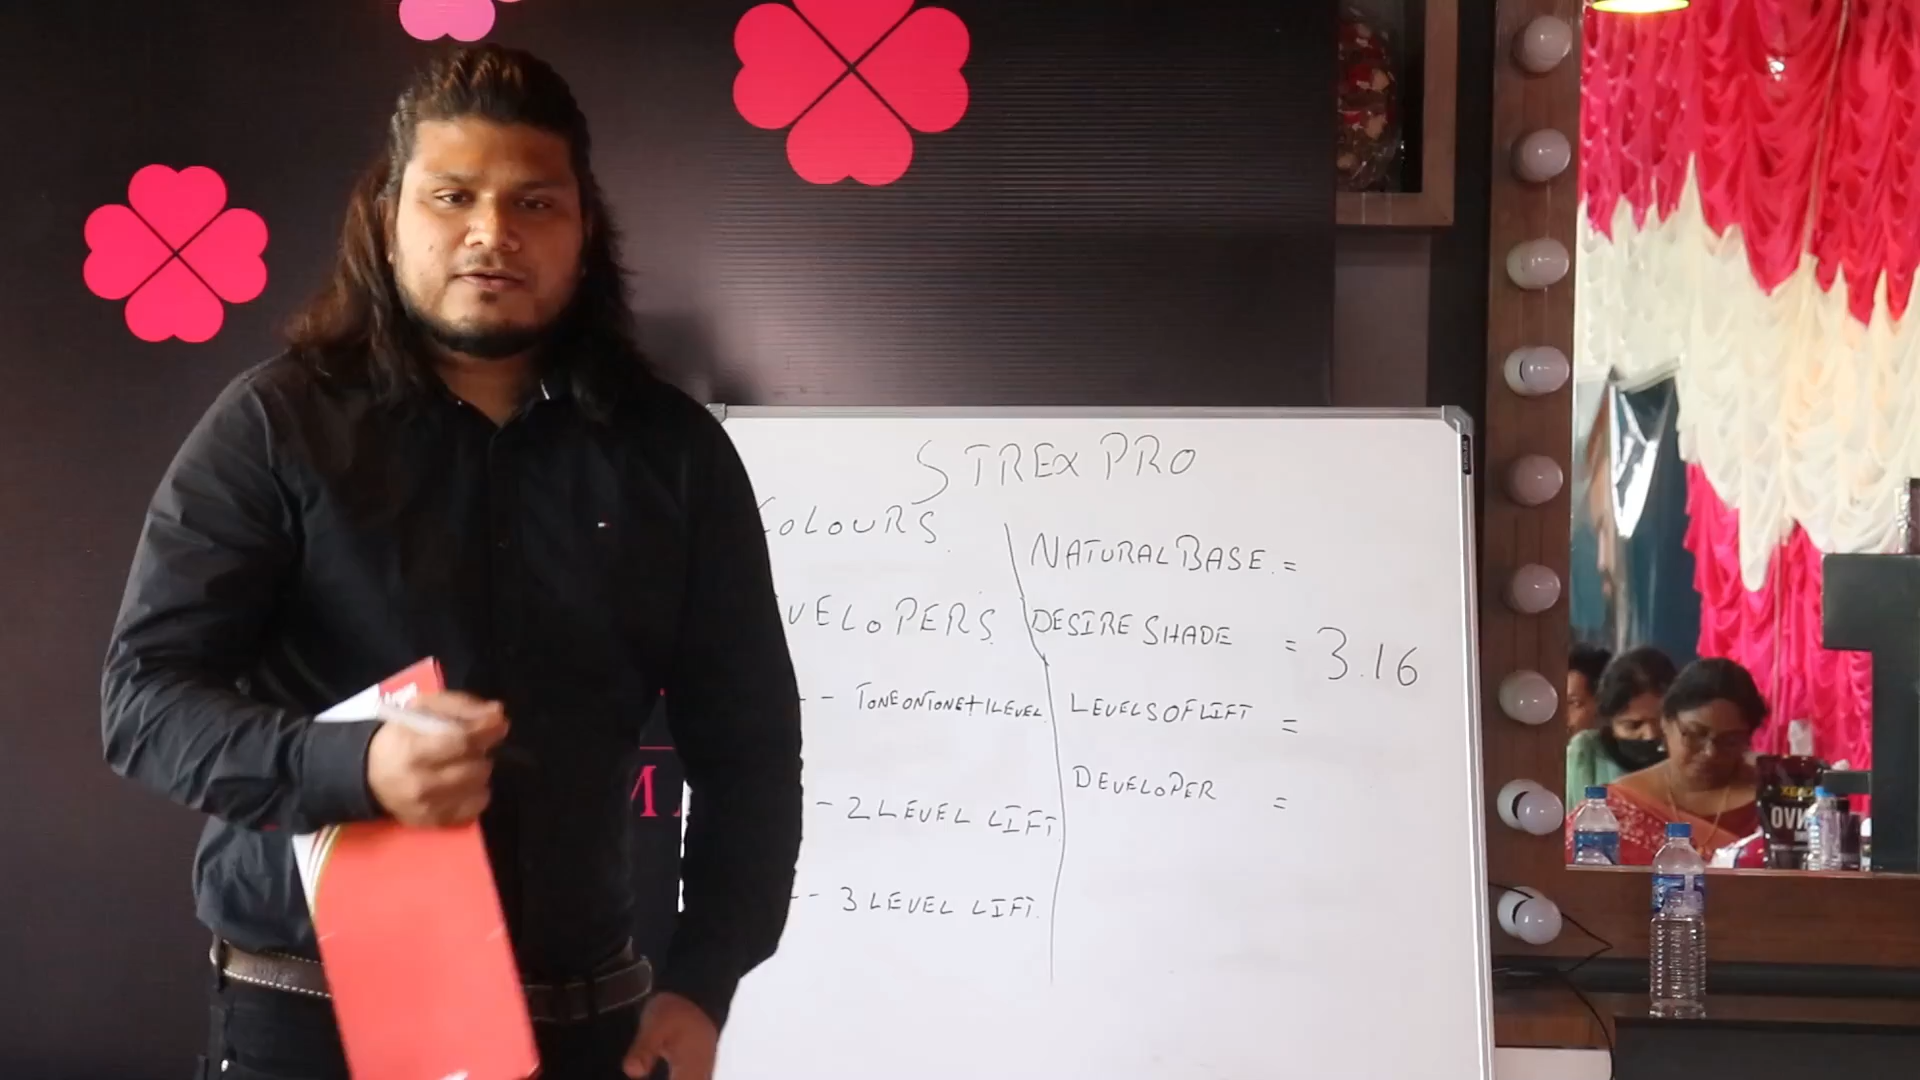 STREX PRO
COLOURS
VELOPERS
- TONE ON TONE + 1 LEVEL
- 2 LEVEL LIFT
- 3 LEVEL LIFT.
NATURAL BASE =
DESIRE SHADE = 3.16
LEVELS OF LIFT =
DEVELOPER =